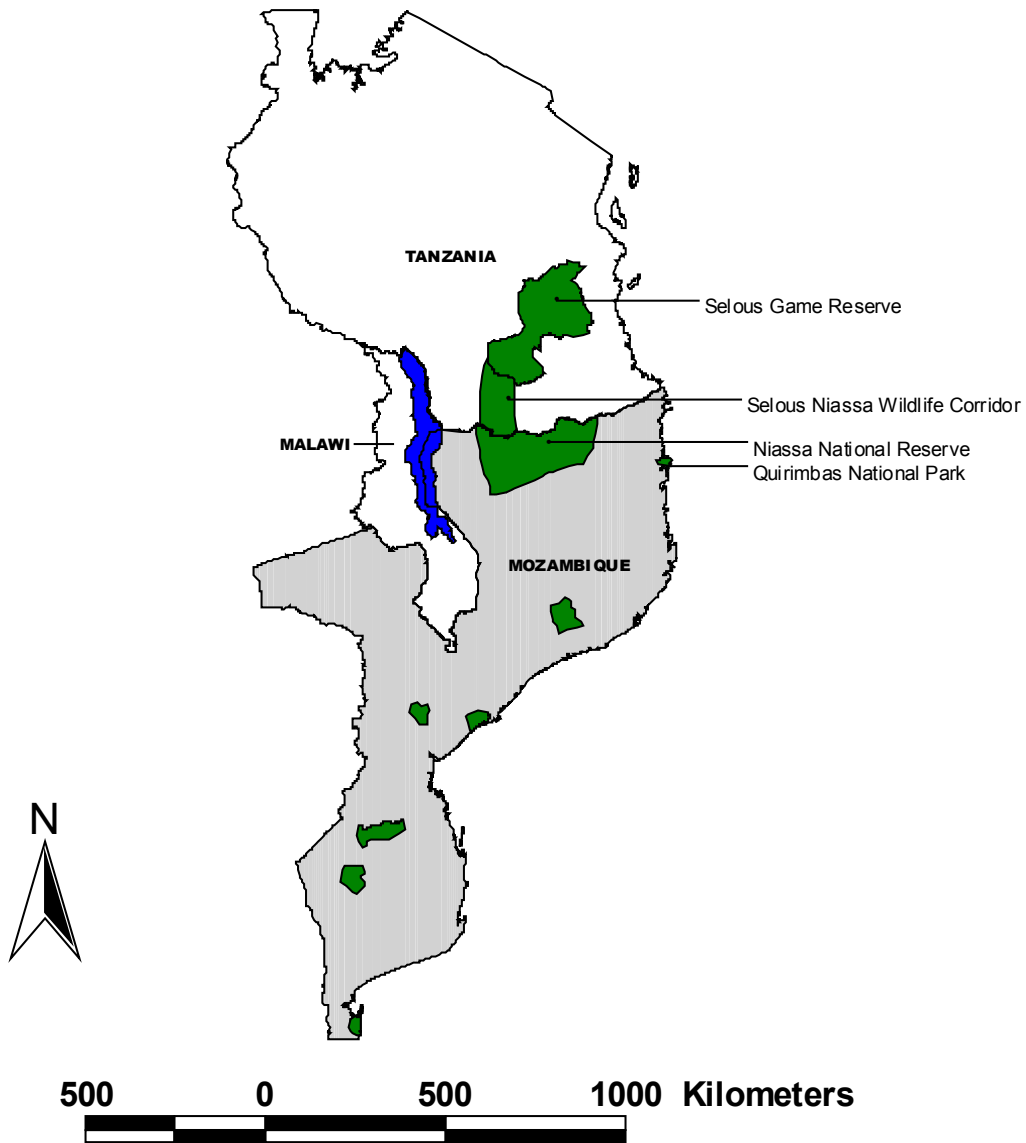 TANZANIA
Selous Game Reserve
Selous Niassa Wildlife Corridor
MALAWI
Niassa National Reserve
Quirimbas National Park
MOZAMBIQUE
N
500 0 500 1000 Kilometers